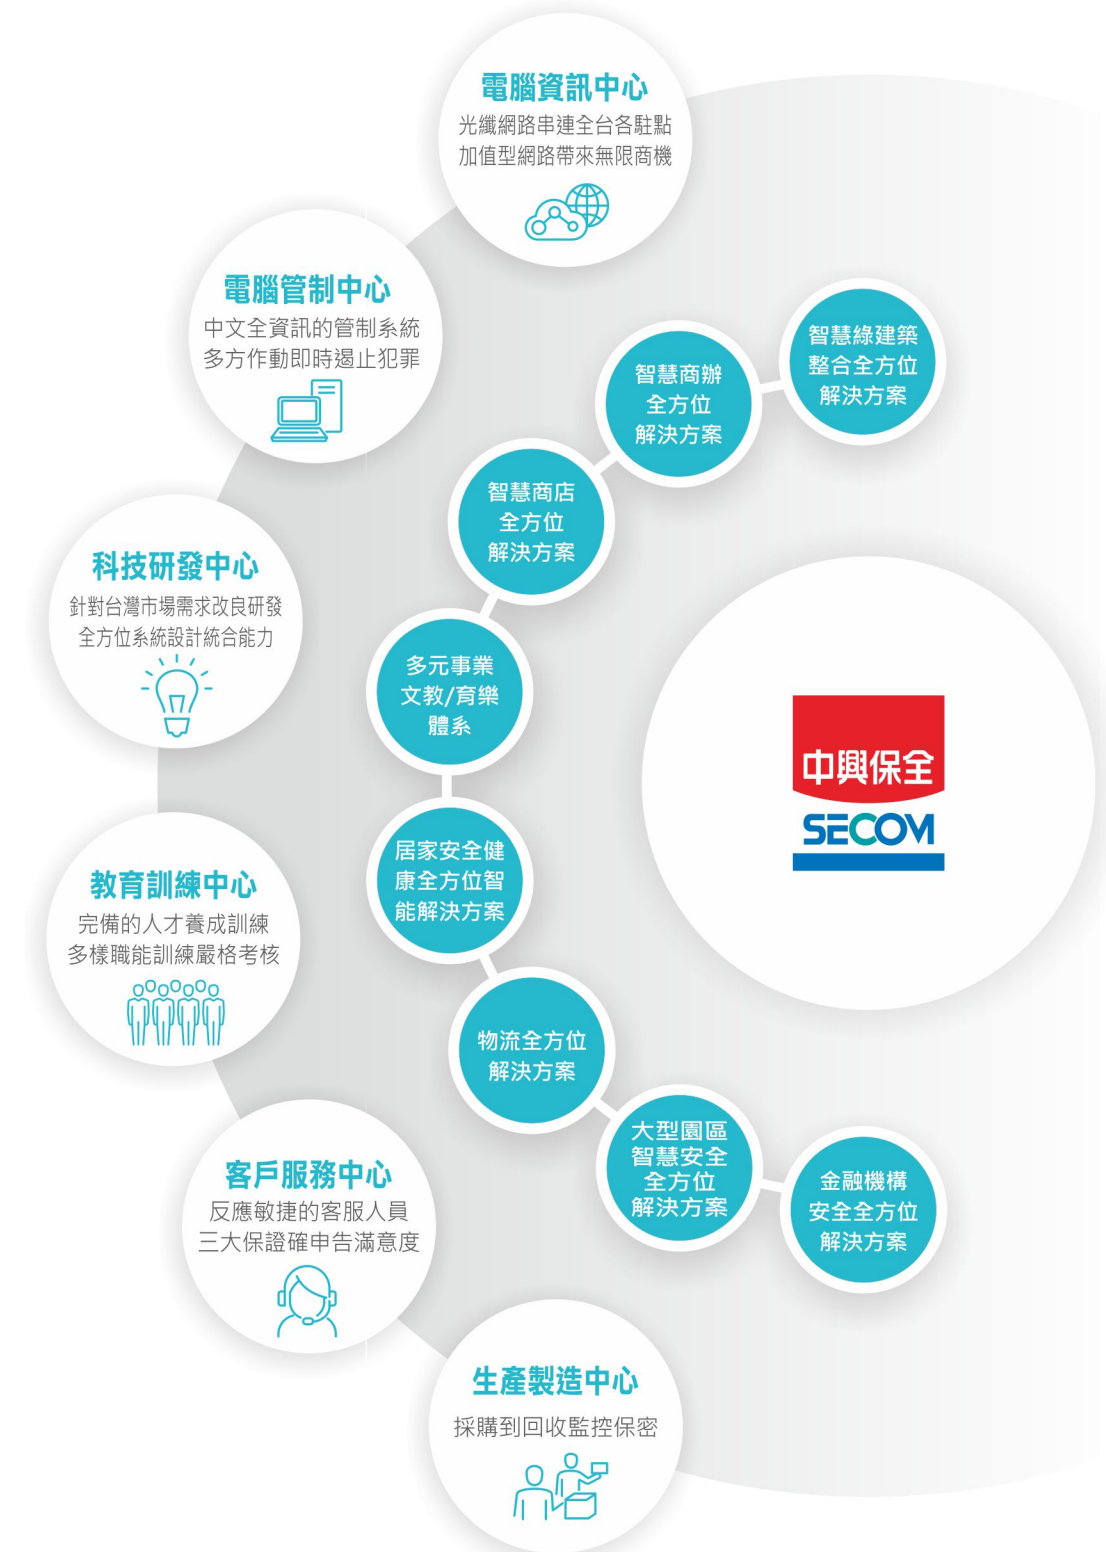 電腦資訊中心
光纖網路串連全台各駐點
加值型網路帶來無限商機
電腦管制中心
中文全資訊的管制系統
多方作動即時遏止犯罪
科技研發中心
針對台灣市場需求改良研發
全方位系統設計統合能力
教育訓練中心
完備的人才養成訓練
多樣職能訓練嚴格考核
客戶服務中心
反應敏捷的客服人員
三大保證確申告滿意度
生產製造中心
採購到回收監控保密
智慧綠建築
整合全方位
解決方案
智慧商辦
全方位
解決方案
智慧商店
全方位
解決方案
多元事業
文教/育樂
體系
居家安全健
康全方位智
能解決方案
物流全方位
解決方案
大型園區
智慧安全
全方位
解決方案
金融機構
安全全方位
解決方案
中興保全
SECOM